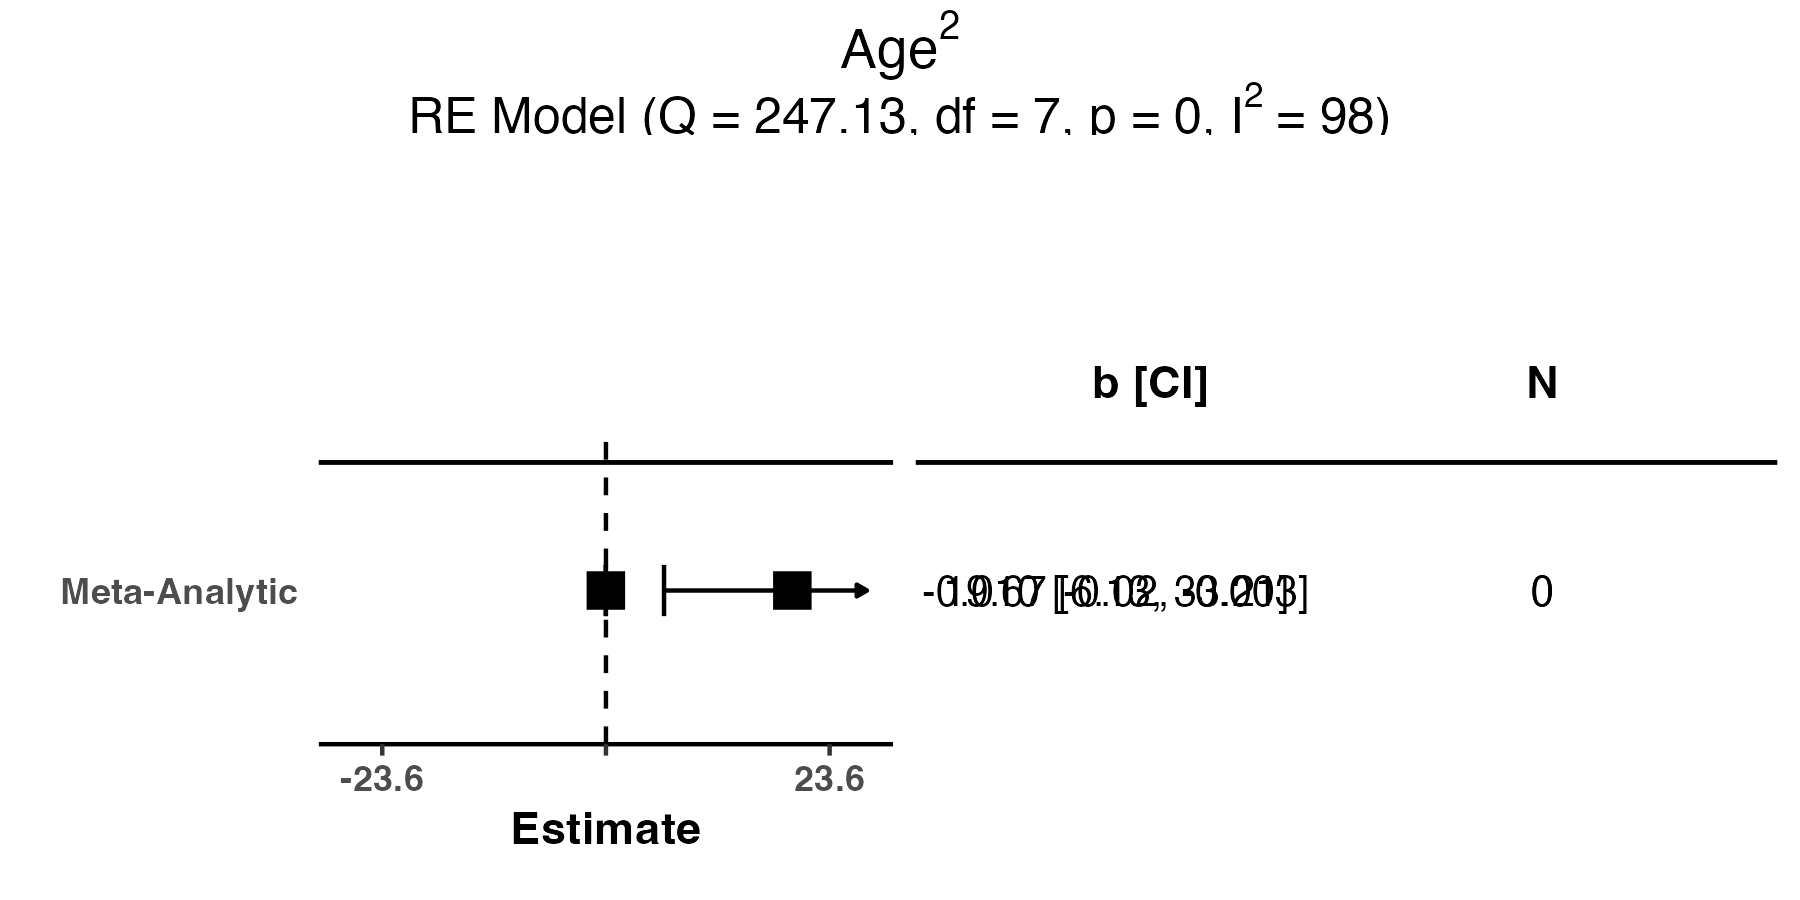 Age²
RE Model (Q = 247.13, df = 7, p = 0, I² = 98)
b [CI] N
Meta-Analytic 0
-23.6 23.6
Estimate